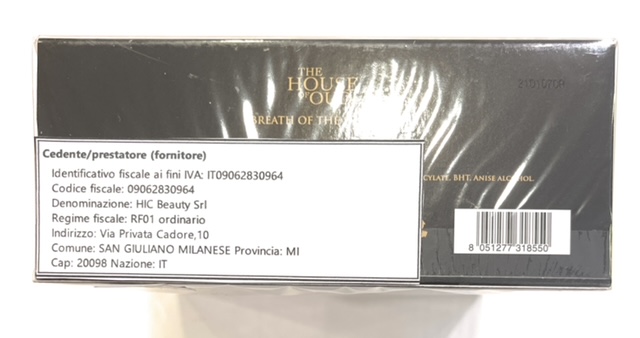 THE
HOUSE
OF OUD
BREATH OF THE
Cedente/prestatore (fornitore)
Identificativo fiscale ai fini IVA: IT09062830964
Codice fiscale: 09062830964
Denominazione: HIC Beauty Srl
Regime fiscale: RF01 ordinario
Indirizzo: Via Privata Cadore,10
Comune: SAN GIULIANO MILANESE Provincia: MI
Cap: 20098 Nazione: IT
BHT, ANISE ALCOHOL.
8 051277 318550